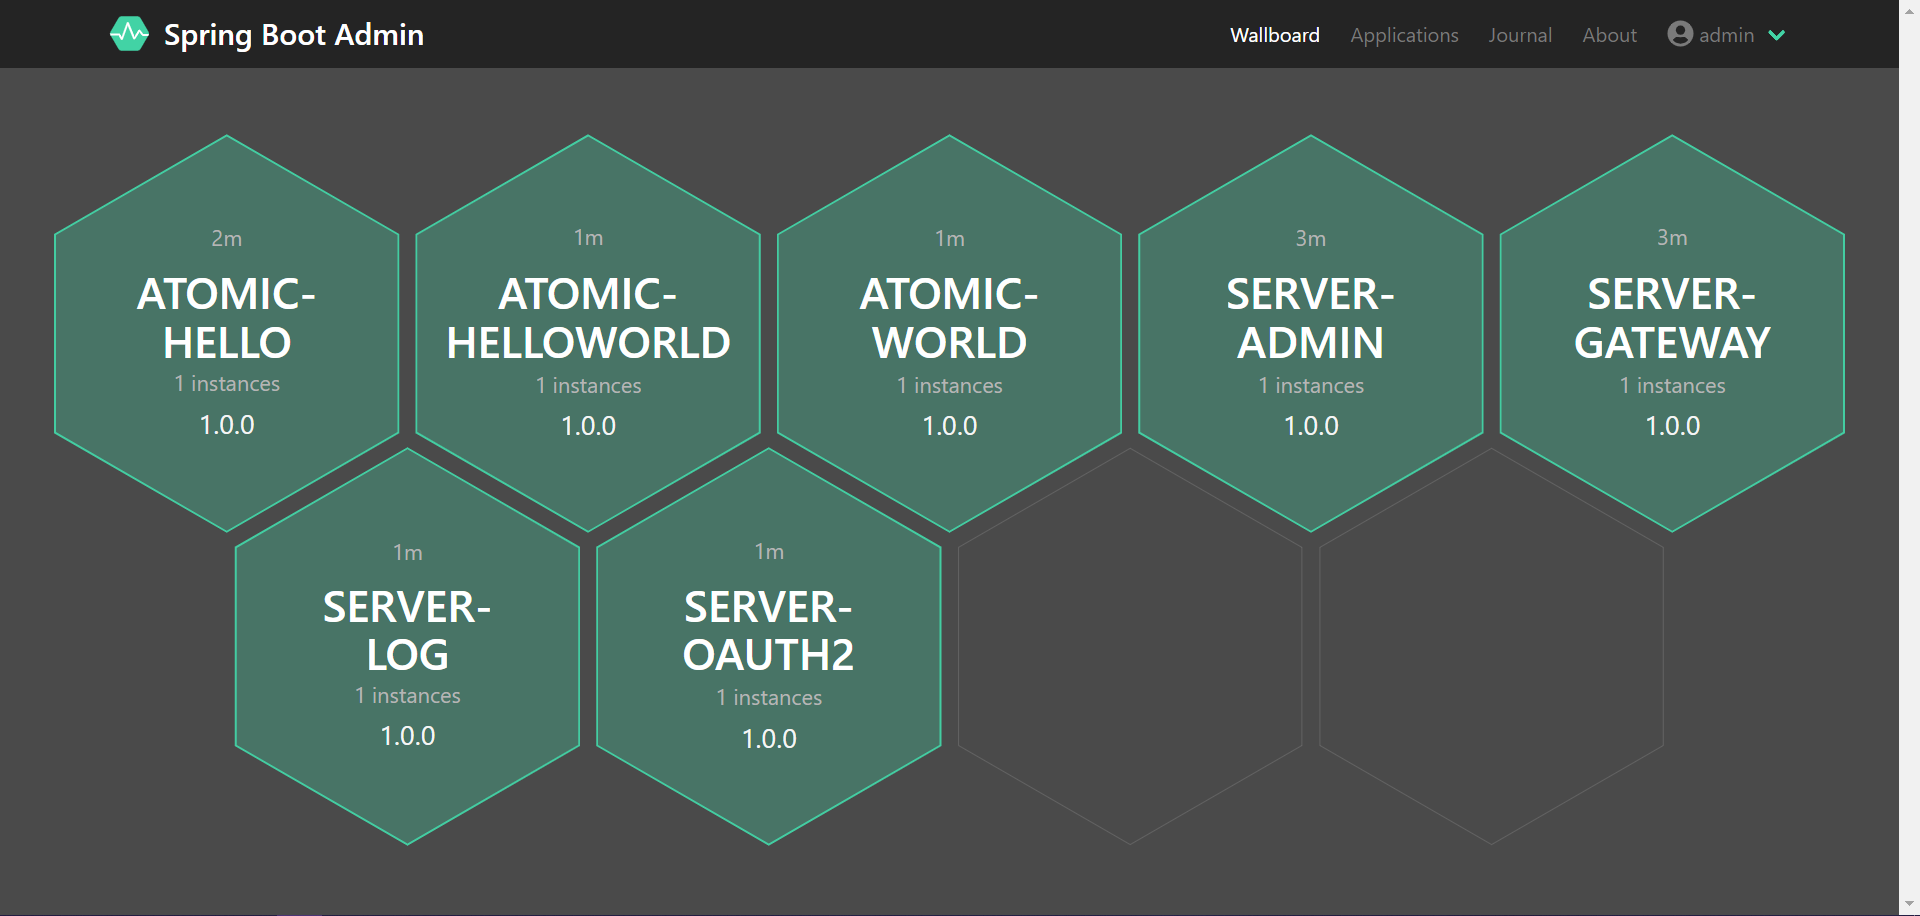 Spring Boot Admin
Wallboard Applications Journal About admin
2m
ATOMIC-
HELLO
1 instances
1.0.0
1m
ATOMIC-
HELLOWORLD
1 instances
1.0.0
1m
ATOMIC-
WORLD
1 instances
1.0.0
3m
SERVER-
ADMIN
1 instances
1.0.0
3m
SERVER-
GATEWAY
1 instances
1.0.0
1m
SERVER-
LOG
1 instances
1.0.0
1m
SERVER-
OAUTH2
1 instances
1.0.0